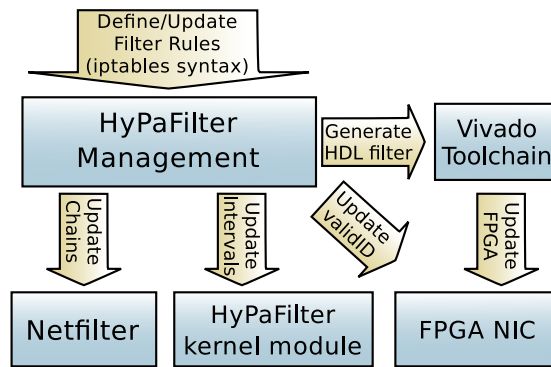 Define/Update
Filter Rules
(iptables syntax)
HyPaFilter
Management
Generate
HDL filter
Vivado
Toolchain
Update
Chains
Update
Intervals
Update
validID
Update
FPGA
Netfilter
HyPaFilter
kernel module
FPGA NIC